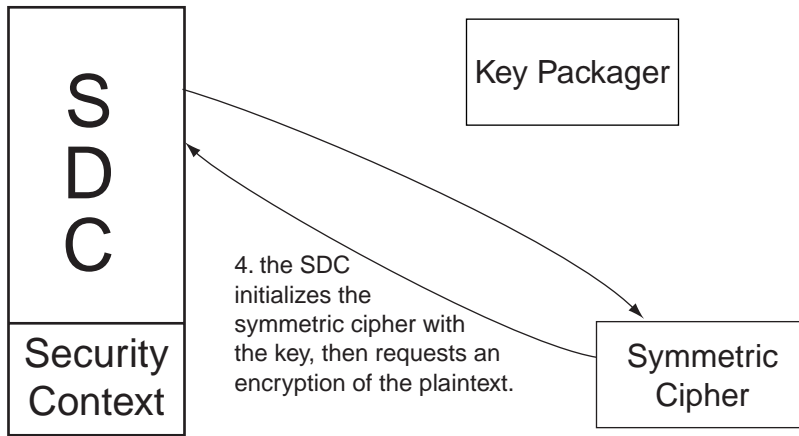 S
D
C
Security
Context
Key Packager
4. the SDC
initializes the
symmetric cipher with
the key, then requests an
encryption of the plaintext.
Symmetric
Cipher